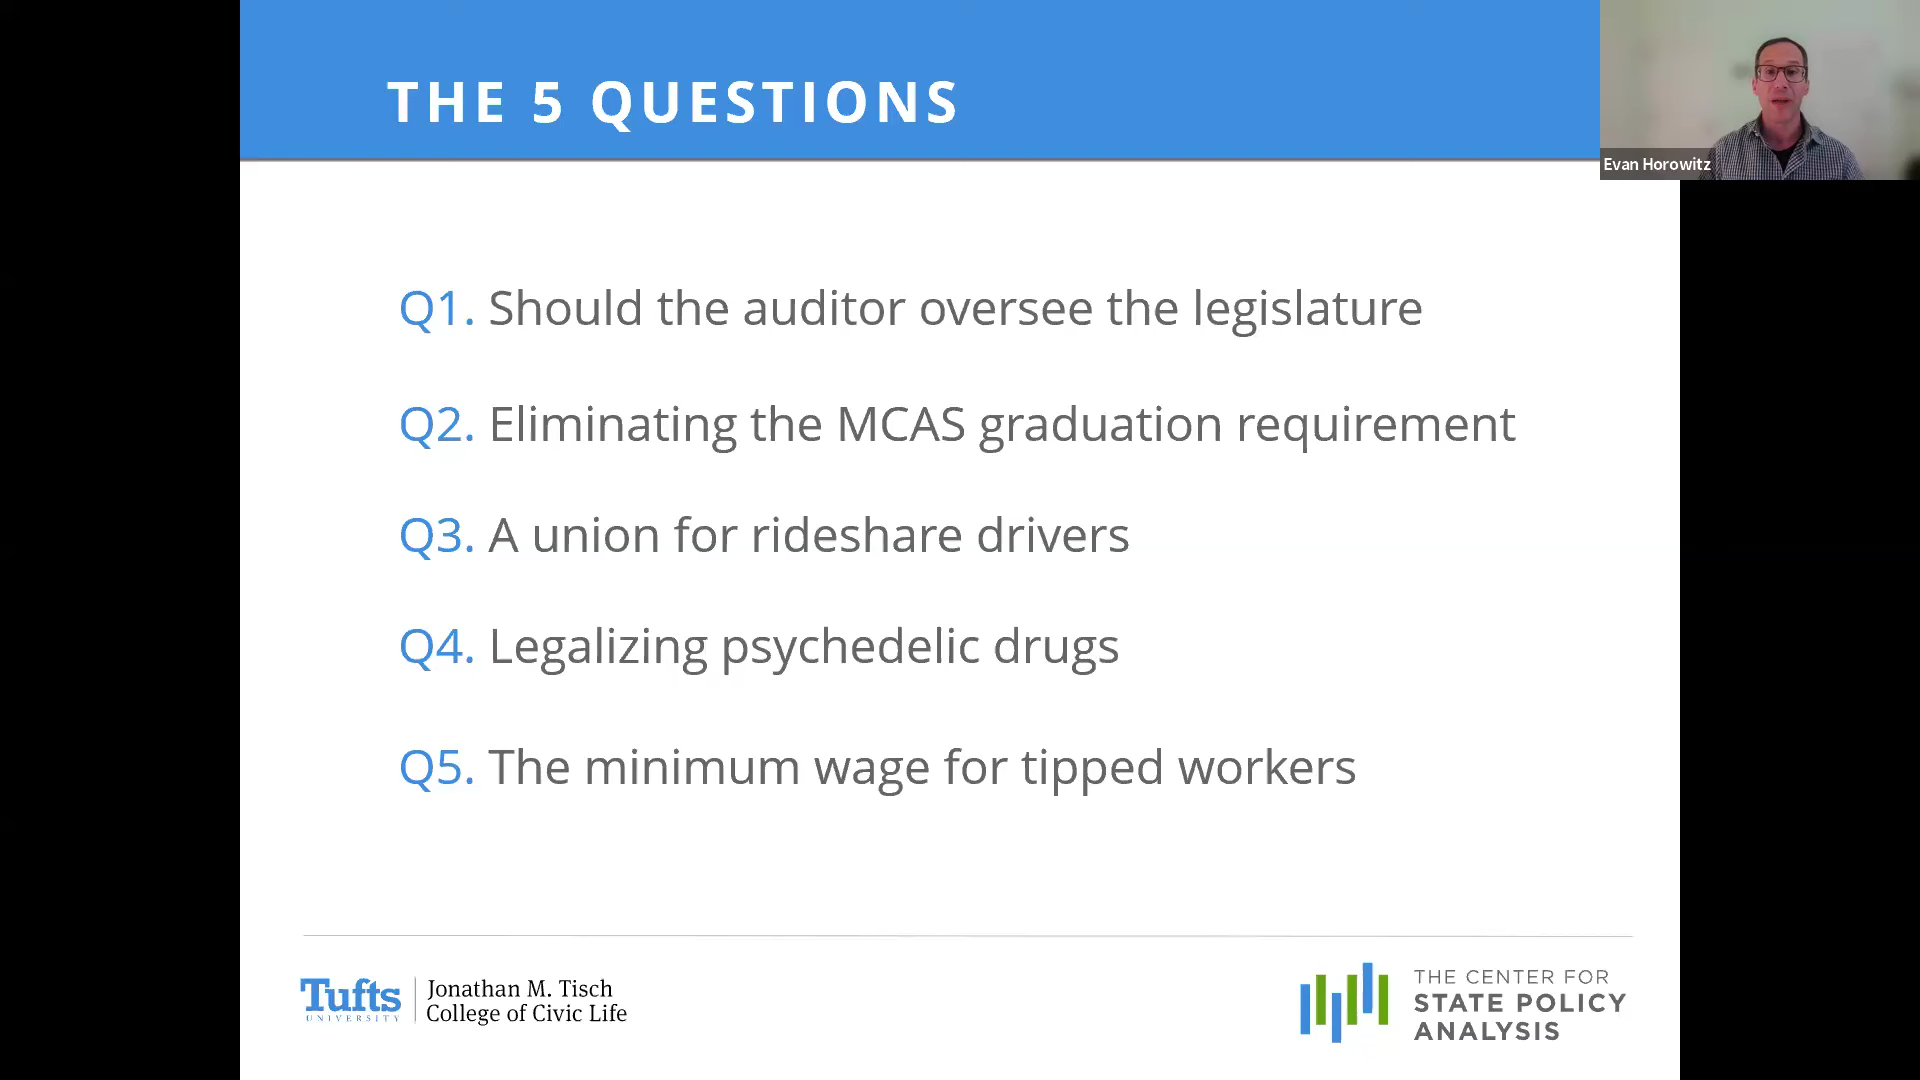 THE 5 QUESTIONS
Evan Horowitz
Q1. Should the auditor oversee the legislature
Q2. Eliminating the MCAS graduation requirement
Q3. A union for rideshare drivers
Q4. Legalizing psychedelic drugs
Q5. The minimum wage for tipped workers
Tufts
UNIVERSITY
Jonathan M. Tisch
College of Civic Life
THE CENTER FOR
STATE POLICY
ANALYSIS